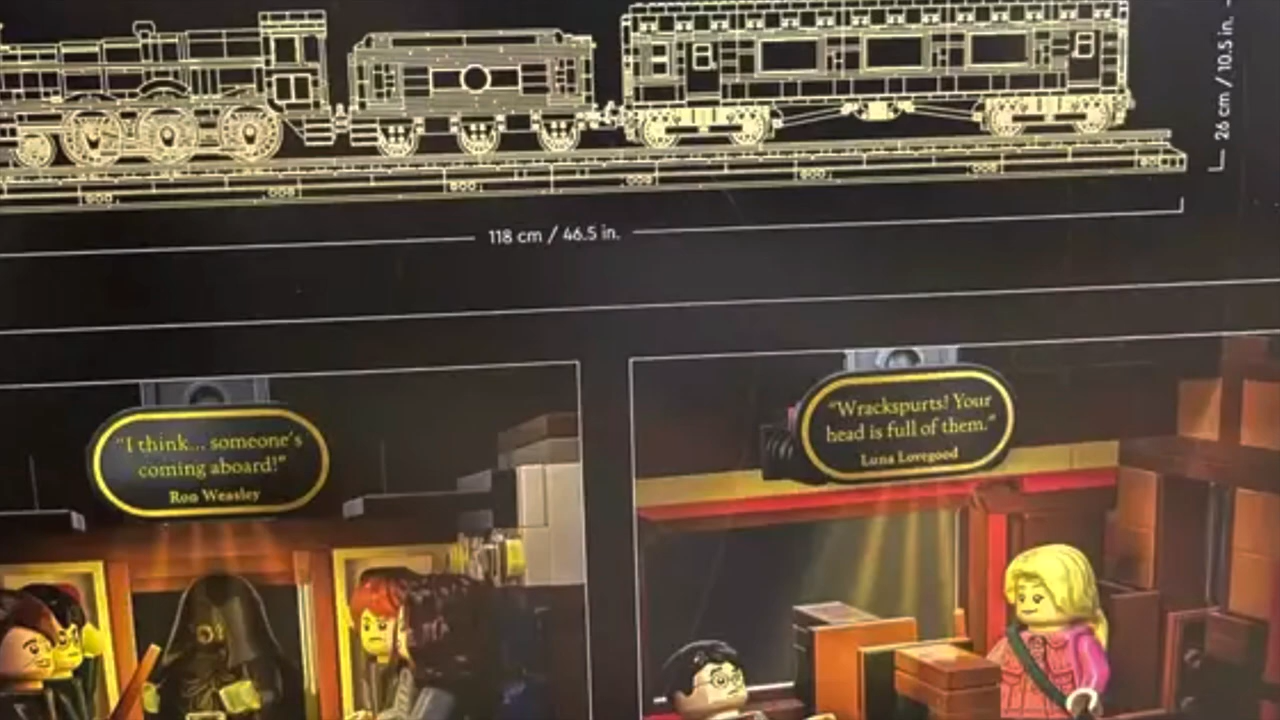 26 cm / 10.5 in.
118 cm / 46.5 in.
"I think... someone's
coming aboard!"
Ron Weasley
"Wrackspurts! Your
head is full of them."
Luna Lovegood